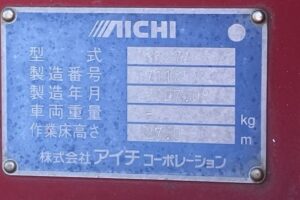 AICHI
型式
製造番号
製造年月
車両重量 kg
作業床高さ m
株式会社 アイチ コーポレーション